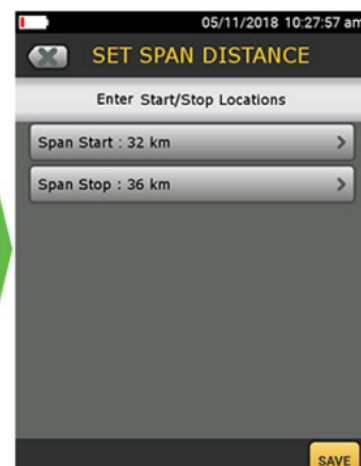 05/11/2018 10:27:57 am
SET SPAN DISTANCE
Enter Start/Stop Locations
Span Start : 32 km
Span Stop : 36 km
SAVE